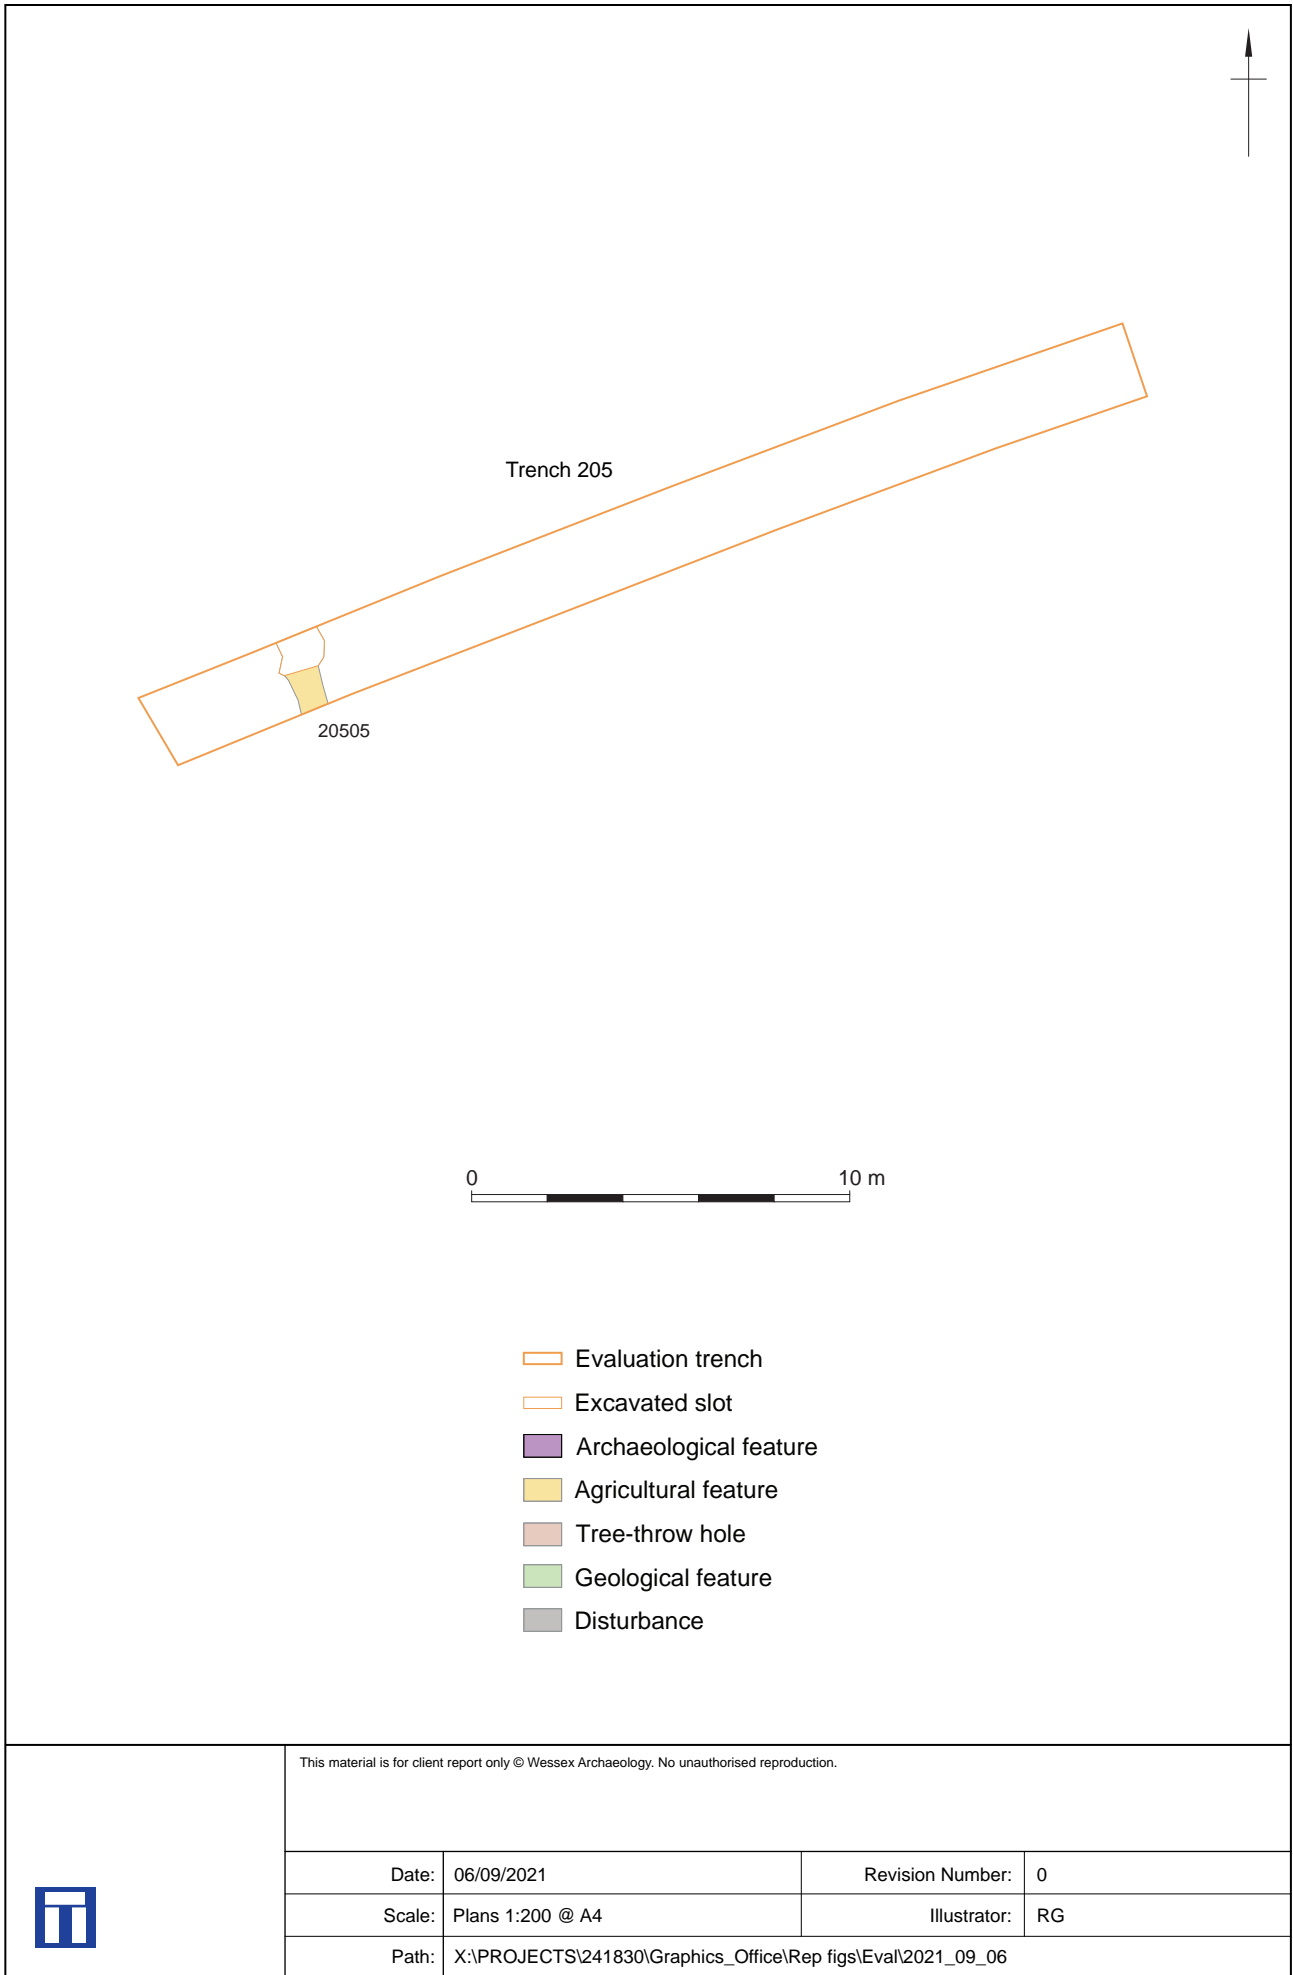 Trench 205
20505
0 10 m
Evaluation trench
Excavated slot
Archaeological feature
Agricultural feature
Tree-throw hole
Geological feature
Disturbance
This material is for client report only © Wessex Archaeology. No unauthorised reproduction.
Date: 06/09/2021 Revision Number: 0
Scale: Plans 1:200 @ A4 Illustrator: RG
Path: X:\PROJECTS\241830\Graphics_Office\Rep figs\Eval\2021_09_06